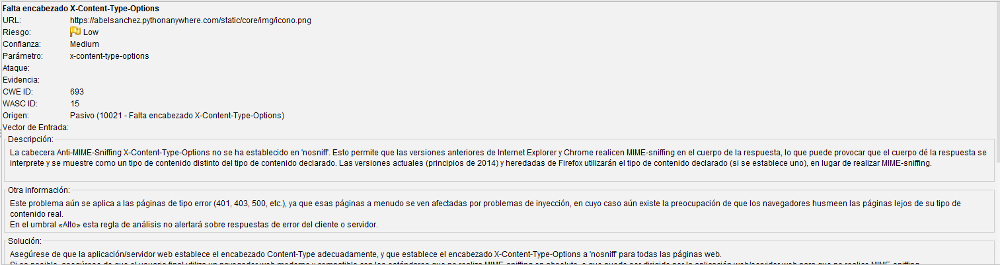 Falta encabezado X-Content-Type-Options
URL: https://abelsanchez.pythonanywhere.com/static/core/img/icono.png
Riesgo: Low
Confianza: Medium
Parámetro: x-content-type-options
Ataque:
Evidencia:
CWE ID: 693
WASC ID: 15
Origen: Pasivo (10021 - Falta encabezado X-Content-Type-Options)
Vector de Entrada:
Descripción:
La cabecera Anti-MIME-Sniffing X-Content-Type-Options no se ha establecido en 'nosniff'. Esto permite que las versiones anteriores de Internet Explorer y Chrome realicen MIME-sniffing en el cuerpo de la respuesta, lo que puede provocar que el cuerpo dé la respuesta se
interprete y se muestre como un tipo de contenido distinto del tipo de contenido declarado. Las versiones actuales (principios de 2014) y heredadas de Firefox utilizarán el tipo de contenido declarado (si se establece uno), en lugar de realizar MIME-sniffing.
Otra información:
Este problema aún se aplica a las páginas de tipo error (401, 403, 500, etc.), ya que esas páginas a menudo se ven afectadas por problemas de inyección, en cuyo caso aún existe la preocupación de que los navegadores husmeen las páginas lejos de su tipo de
contenido real.
En el umbral «Alto» esta regla de análisis no alertará sobre respuestas de error del cliente o servidor.
Solución:
Asegúrese de que la aplicación/servidor web establece el encabezado Content-Type adecuadamente, y que establece el encabezado X-Content-Type-Options a 'nosniff' para todas las páginas web.
Si es posible, asegúrese de que el usuario final utiliza un navegador web moderno y compatible con los estándares que no realiza MIME-sniffing en absoluto, o que puede ser dirigido por la aplicación web/servidor web para que no realice MIME-sniffing.